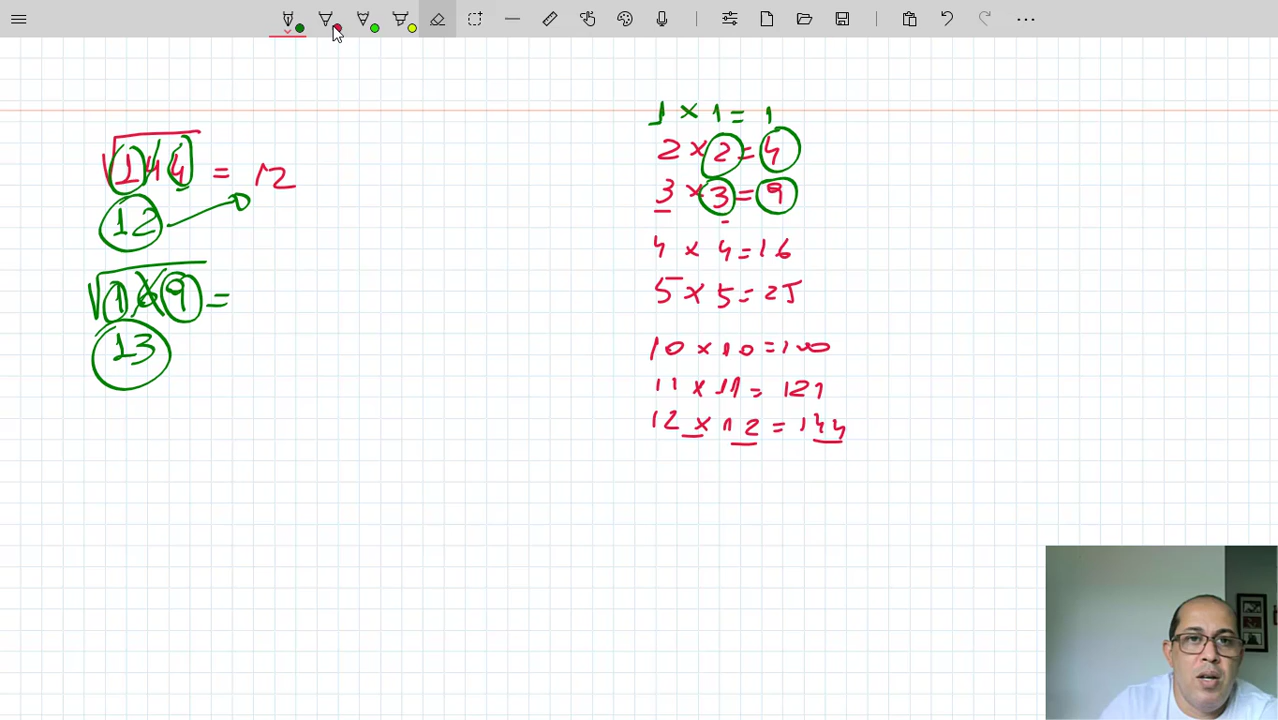 √144 = 12
12
√169 =
13
1 × 1 = 1
2 × 2 = 4
3 × 3 = 9
4 × 4 = 16
5 × 5 = 25
10 × 10 = 100
11 × 11 = 121
12 × 12 = 144